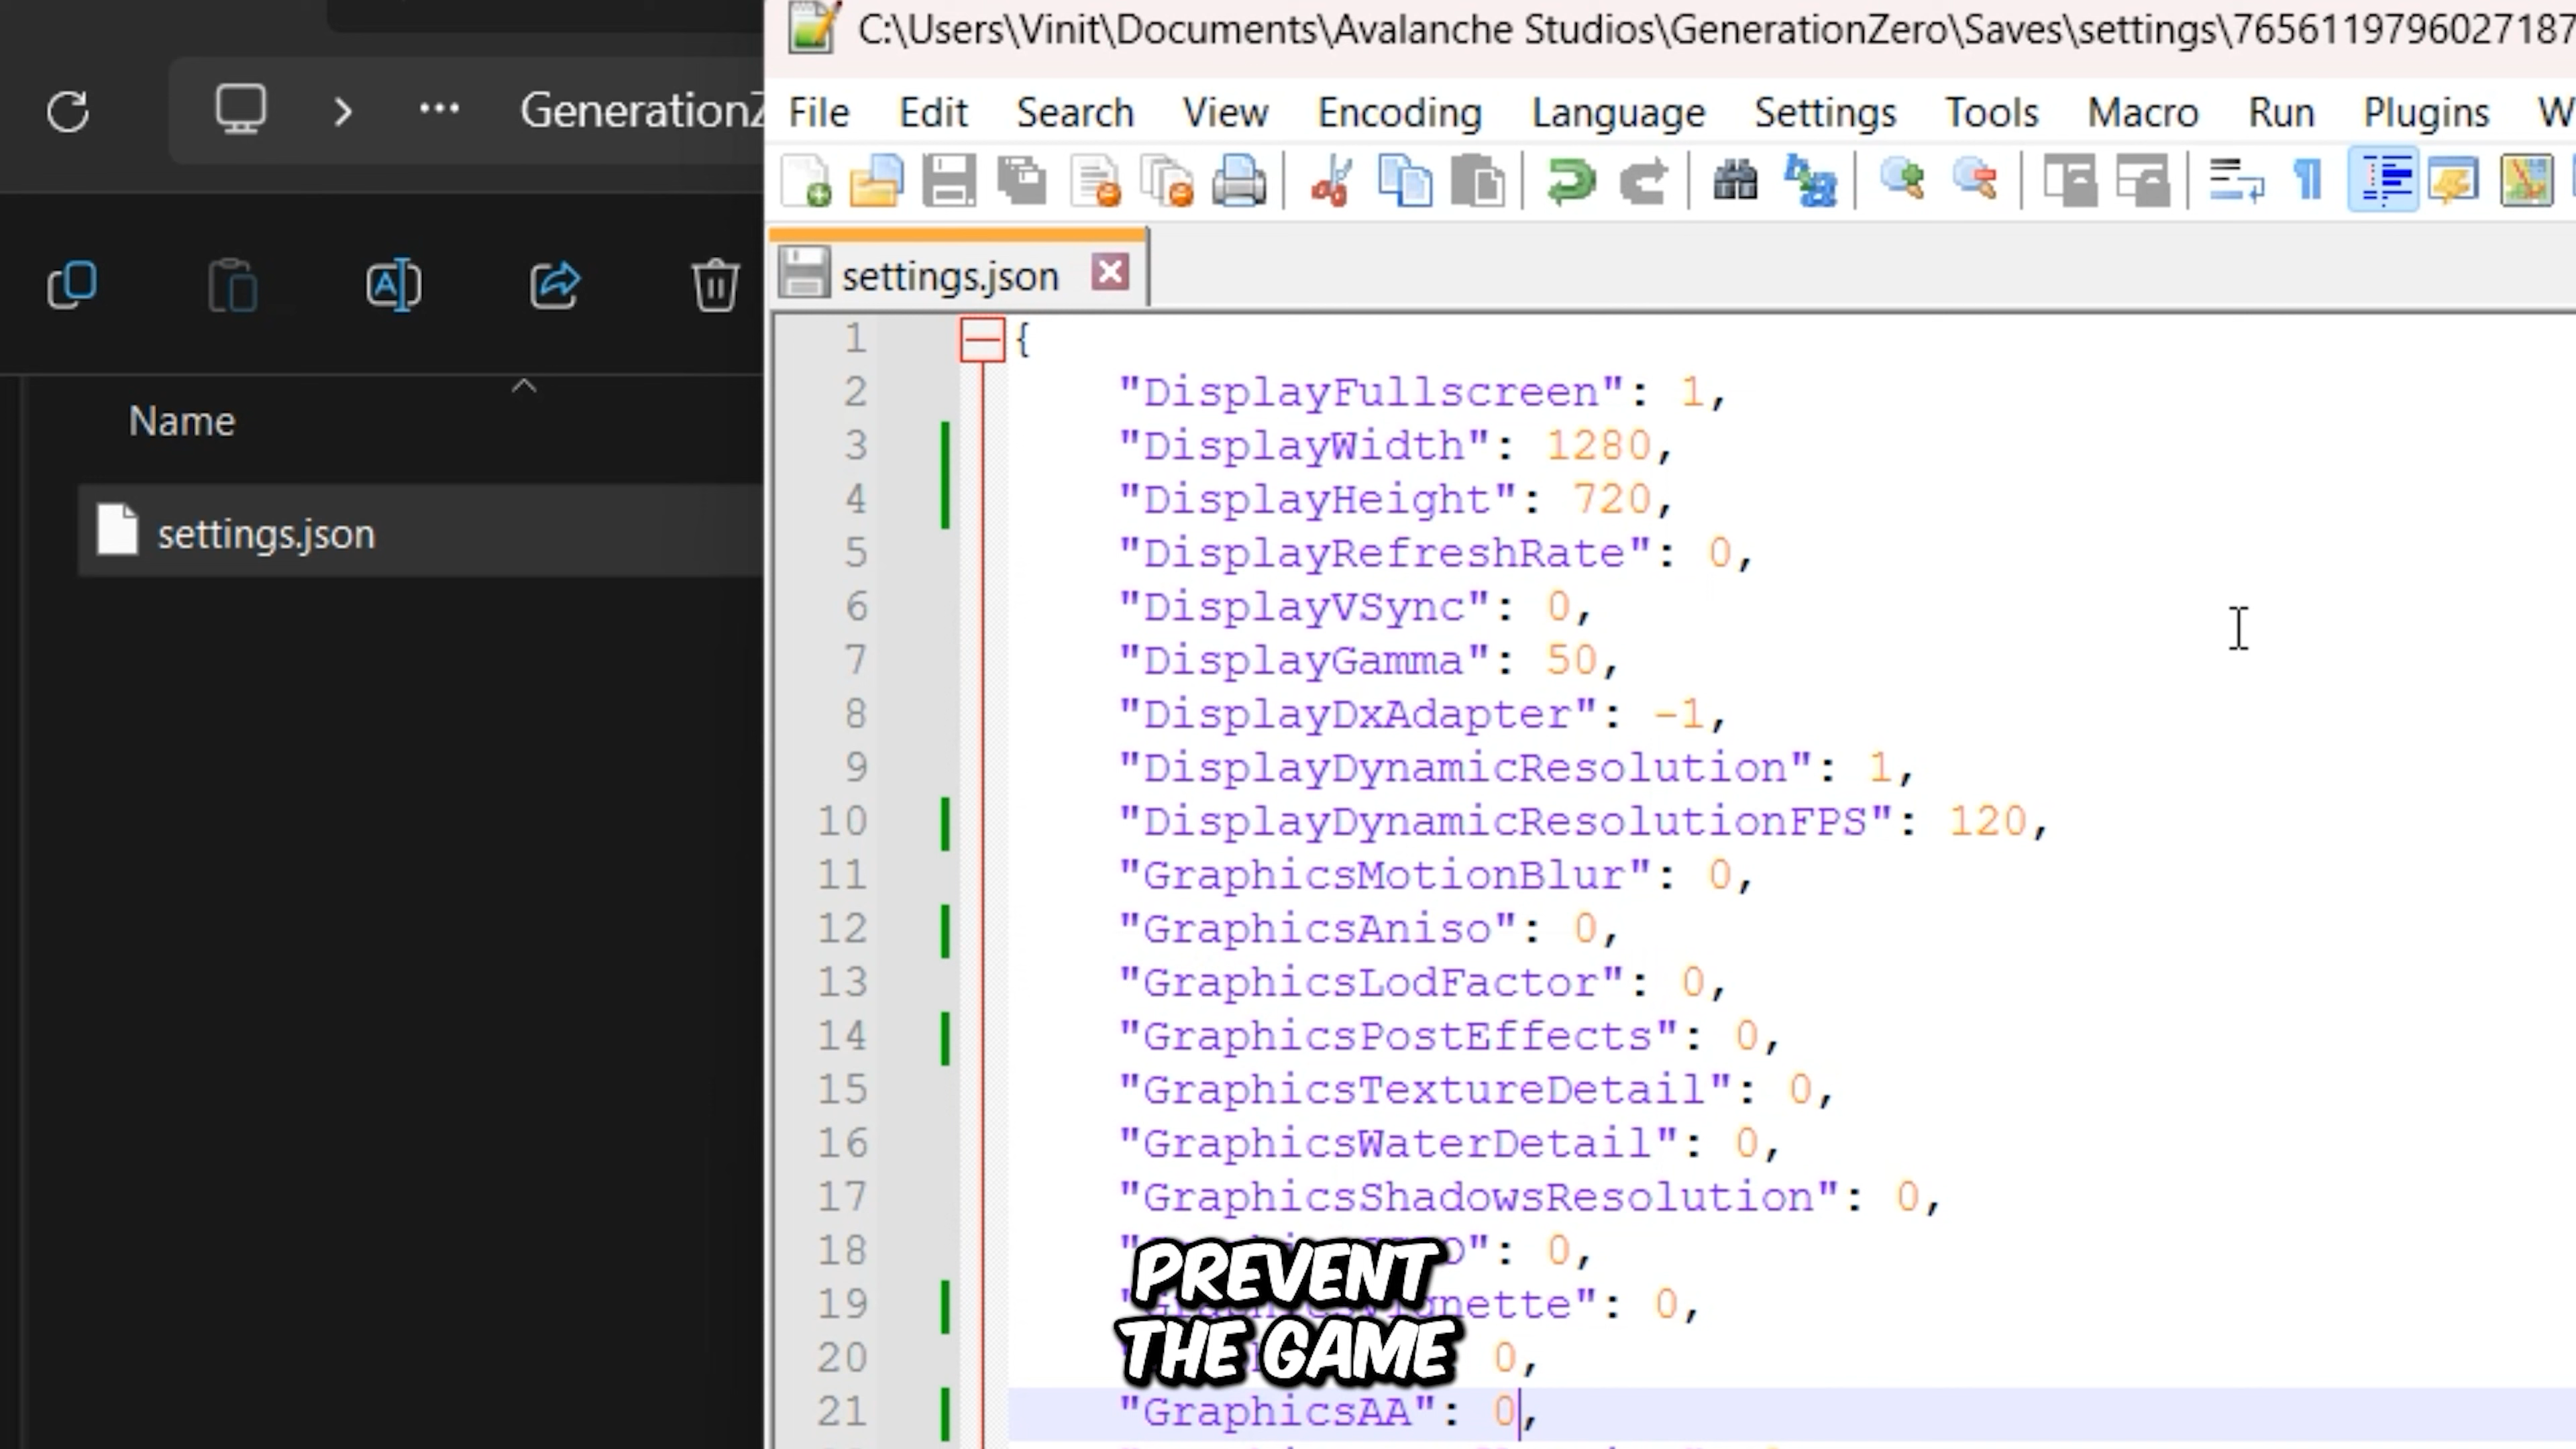 C:\Users\Vinit\Documents\Avalanche Studios\GenerationZero\Saves\settings\7656119796027187
GenerationZ
File Edit Search View Encoding Language Settings Tools Macro Run Plugins W
settings.json
Name
settings.json
1 {
2 "DisplayFullscreen": 1,
3 "DisplayWidth": 1280,
4 "DisplayHeight": 720,
5 "DisplayRefreshRate": 0,
6 "DisplayVSync": 0,
7 "DisplayGamma": 50,
8 "DisplayDxAdapter": -1,
9 "DisplayDynamicResolution": 1,
10 "DisplayDynamicResolutionFPS": 120,
11 "GraphicsMotionBlur": 0,
12 "GraphicsAniso": 0,
13 "GraphicsLodFactor": 0,
14 "GraphicsPostEffects": 0,
15 "GraphicsTextureDetail": 0,
16 "GraphicsWaterDetail": 0,
17 "GraphicsShadowsResolution": 0,
18 0,
19 0,
20 0,
21 "GraphicsAA": 0,
PREVENT
THE GAME